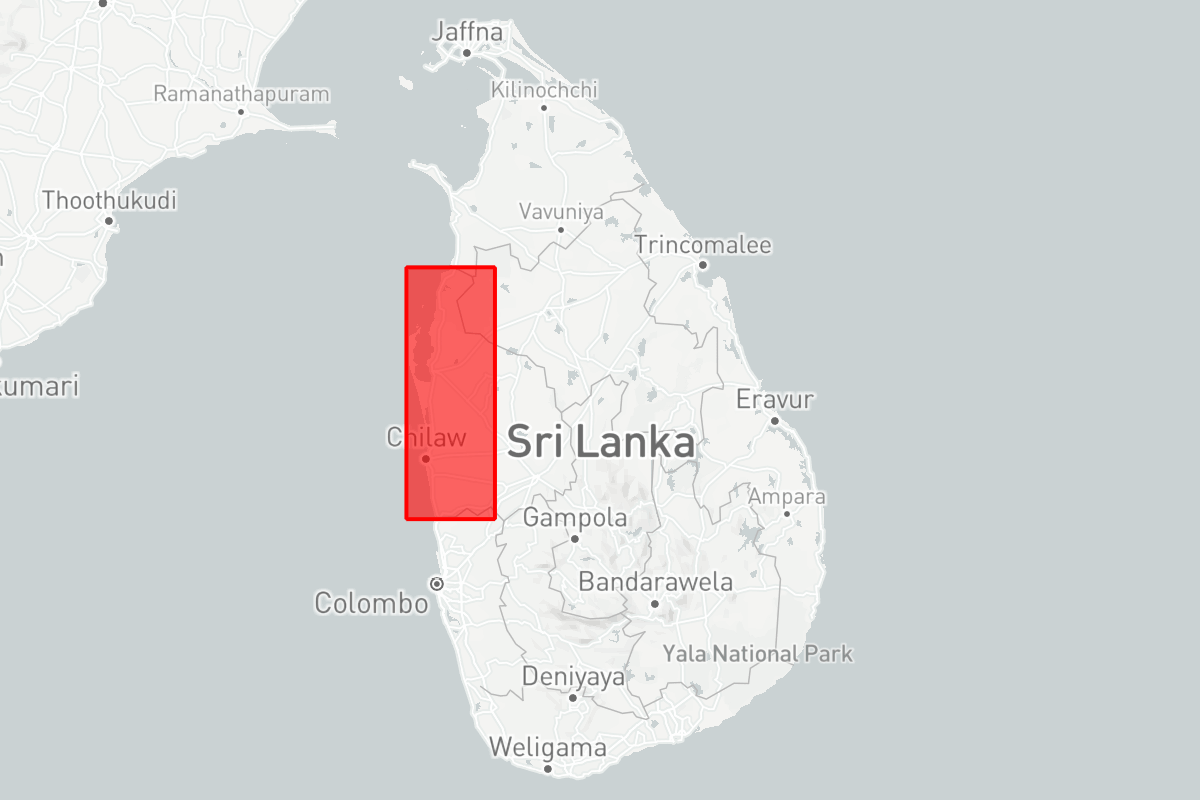 Jaffna
Kilinochchi
Ramanathapuram
Thoothukudi
Vavuniya
Trincomalee
kumari
Eravur
Chilaw
Sri Lanka
Ampara
Gampola
Bandarawela
Colombo
Yala National Park
Deniyaya
Weligama